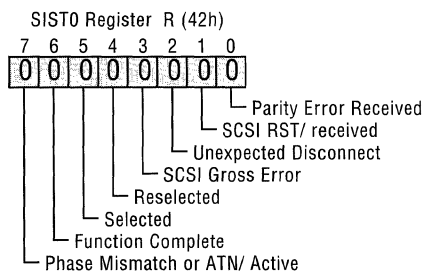 SIST0 Register R (42h)
7 6 5 4 3 2 1 0
0 0 0 0 0 0 0 0
Parity Error Received
SCSI RST/ received
Unexpected Disconnect
SCSI Gross Error
Reselected
Selected
Function Complete
Phase Mismatch or ATN/ Active